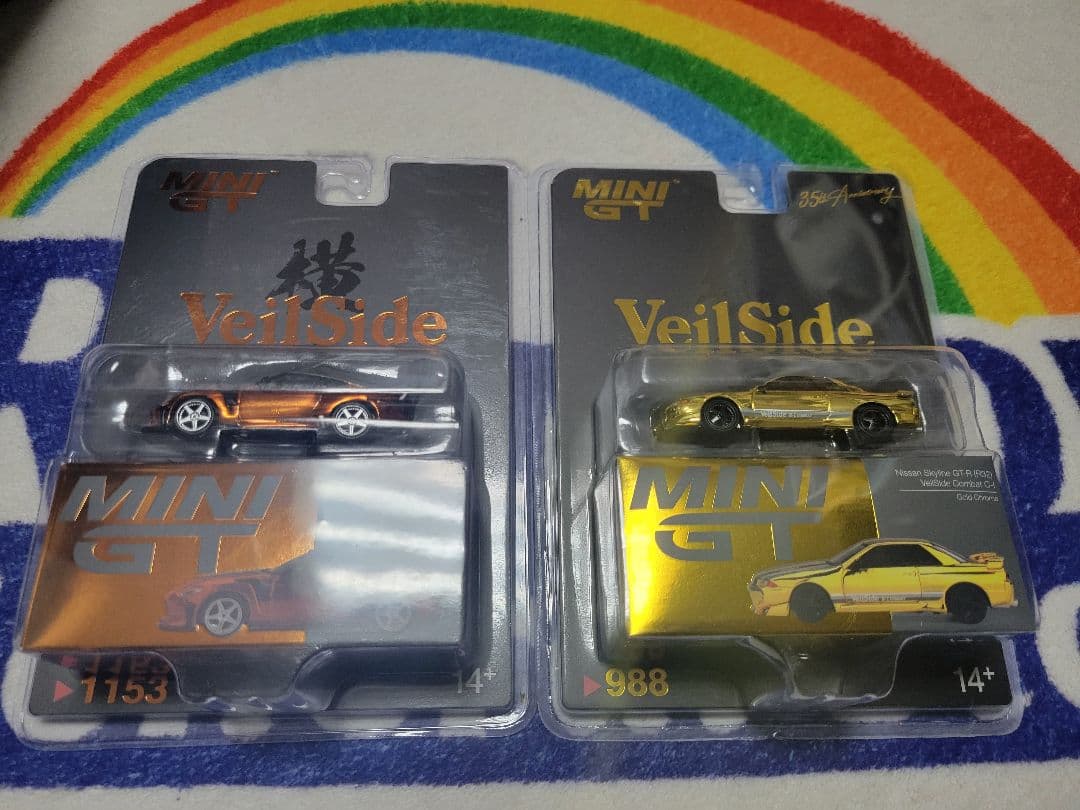 MINI
GT
横
VeilSide
MINI
GT
1153
14+
MINI
GT
35th Anniversary
VeilSide
MINI
GT
Nissan Skyline GT-R (R32)
VeilSide Combat C-I
Gold Chrome
988
14+